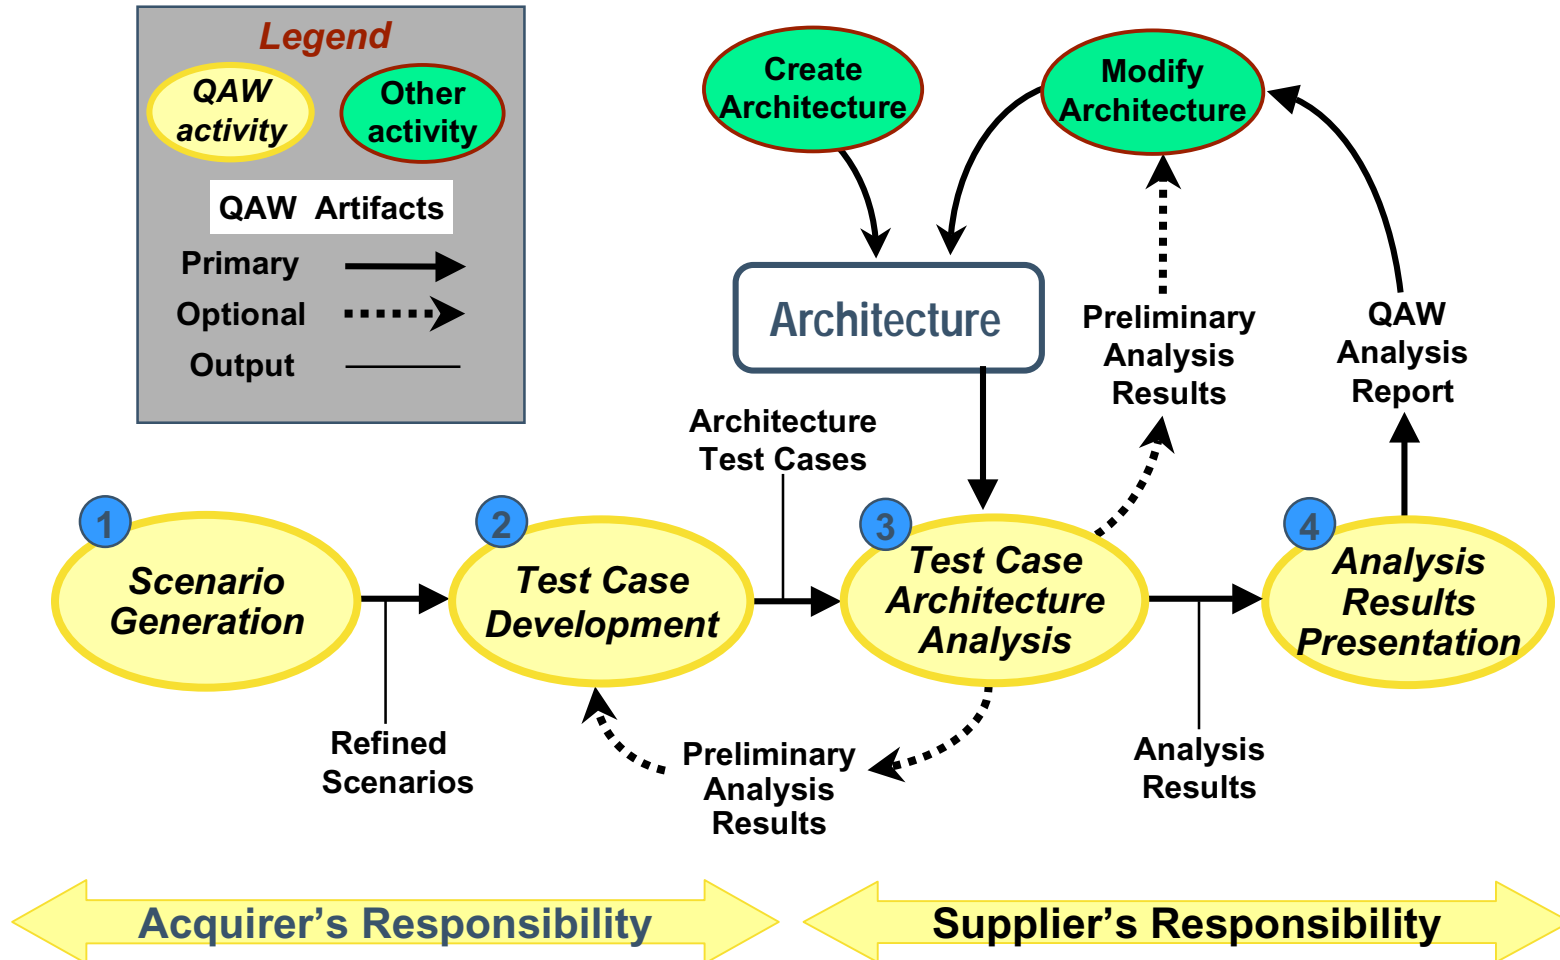 Legend
QAW
activity
Other
activity
QAW Artifacts
Primary
Optional
Output
Create
Architecture
Modify
Architecture
Architecture
Preliminary
Analysis
Results
QAW
Analysis
Report
Architecture
Test Cases
1
Scenario
Generation
2
Test Case
Development
3
Test Case
Architecture
Analysis
4
Analysis
Results
Presentation
Refined
Scenarios
Preliminary
Analysis
Results
Analysis
Results
Acquirer's Responsibility
Supplier's Responsibility